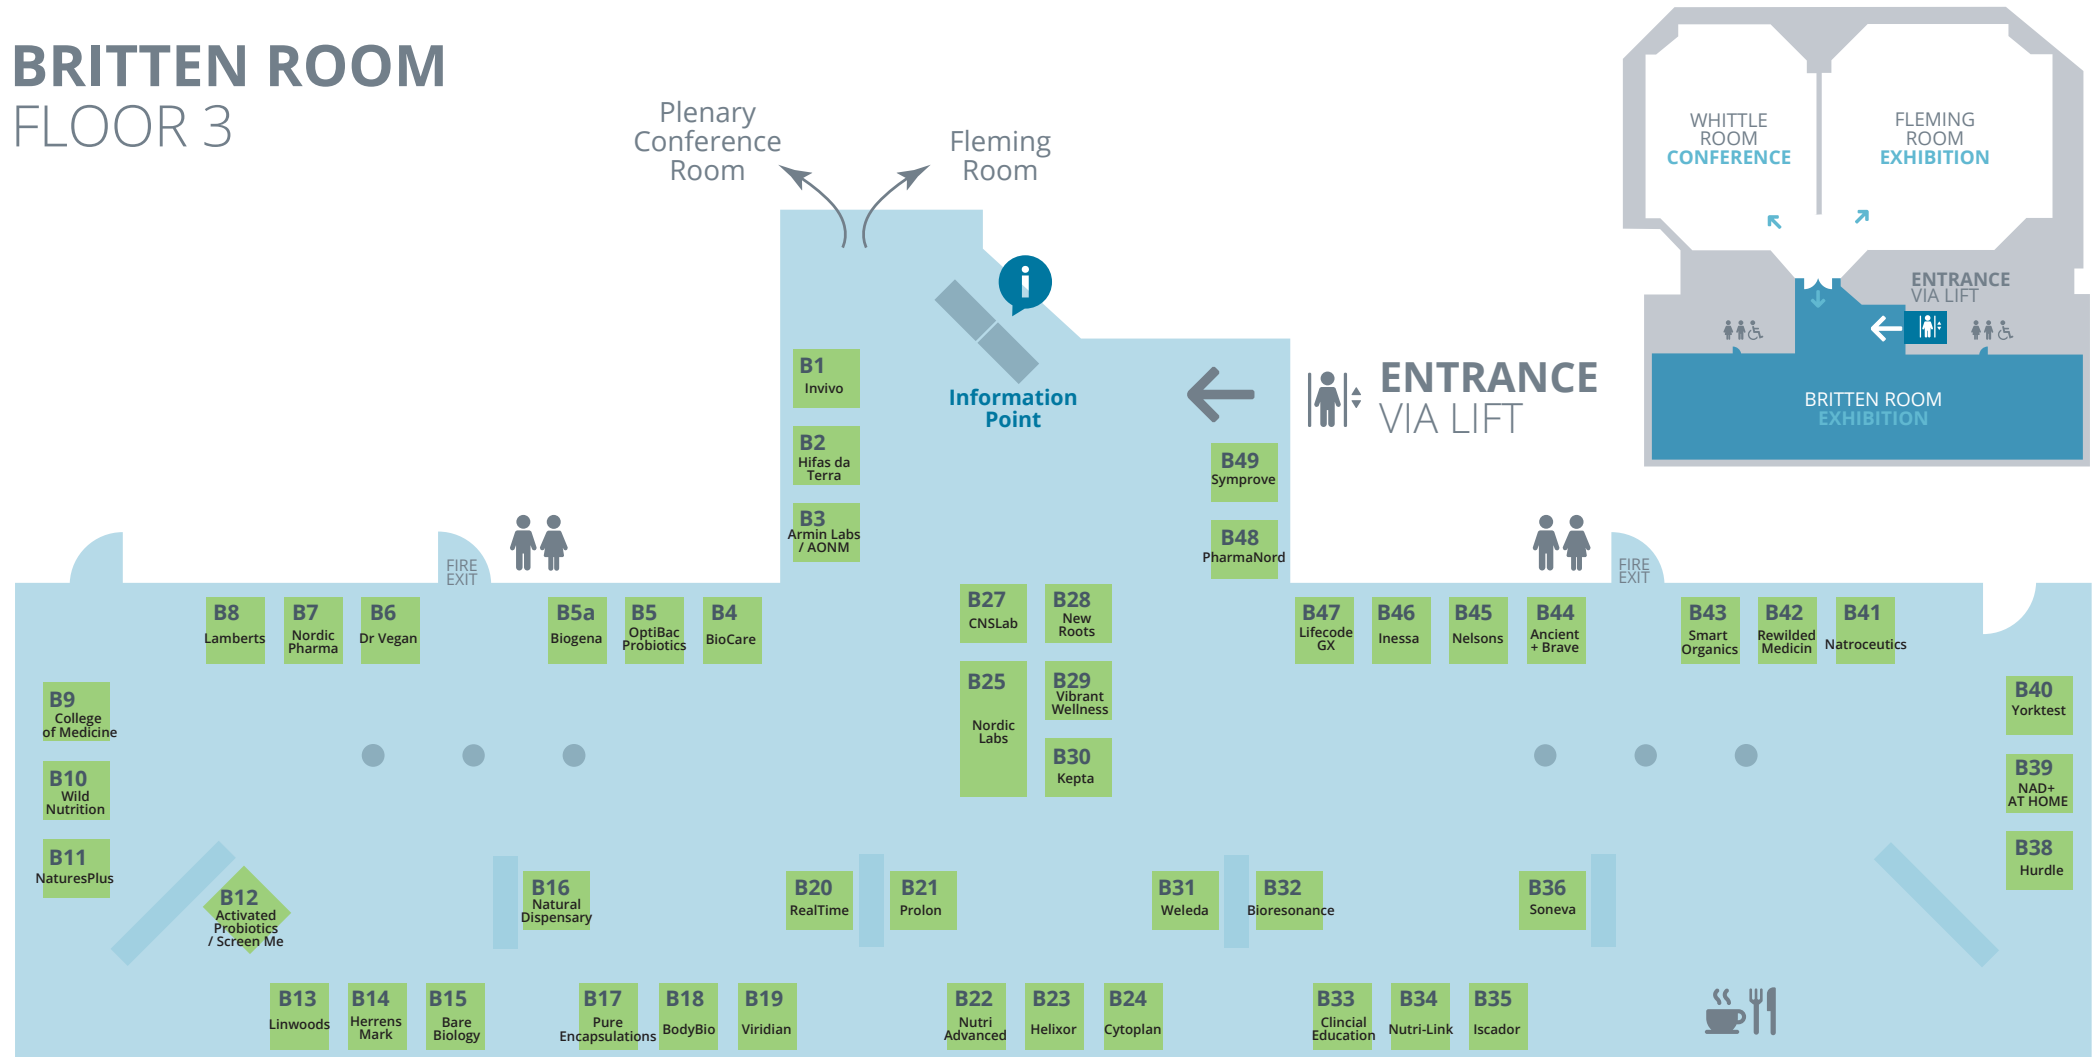 BRITTEN ROOM
FLOOR 3
Plenary
Conference
Room
Fleming
Room
WHITTLE
ROOM
CONFERENCE
FLEMING
ROOM
EXHIBITION
ENTRANCE
VIA LIFT
BRITTEN ROOM
EXHIBITION
i
Information
Point
ENTRANCE
VIA LIFT
B1
Invivo
B2
Hifas da
Terra
B3
Armin Labs
/ AONM
B49
Symprove
B48
PharmaNord
FIRE
EXIT
FIRE
EXIT
B8
Lamberts
B7
Nordic
Pharma
B6
Dr Vegan
B5a
Biogena
B5
OptiBac
Probiotics
B4
BioCare
B27
CNSLab
B28
New
Roots
B47
Lifecode
GX
B46
Inessa
B45
Nelsons
B44
Ancient
+ Brave
B43
Smart
Organics
B42
Rewilded
Medicin
B41
Natroceutics
B9
College
of Medicine
B25
Nordic
Labs
B29
Vibrant
Wellness
B40
Yorktest
B10
Wild
Nutrition
B30
Kepta
B39
NAD+
AT HOME
B11
NaturesPlus
B38
Hurdle
B12
Activated
Probiotics
/ Screen Me
B16
Natural
Dispensary
B20
RealTime
B21
Prolon
B31
Weleda
B32
Bioresonance
B36
Soneva
B13
Linwoods
B14
Herrens
Mark
B15
Bare
Biology
B17
Pure
Encapsulations
B18
BodyBio
B19
Viridian
B22
Nutri
Advanced
B23
Helixor
B24
Cytoplan
B33
Clincial
Education
B34
Nutri-Link
B35
Iscador